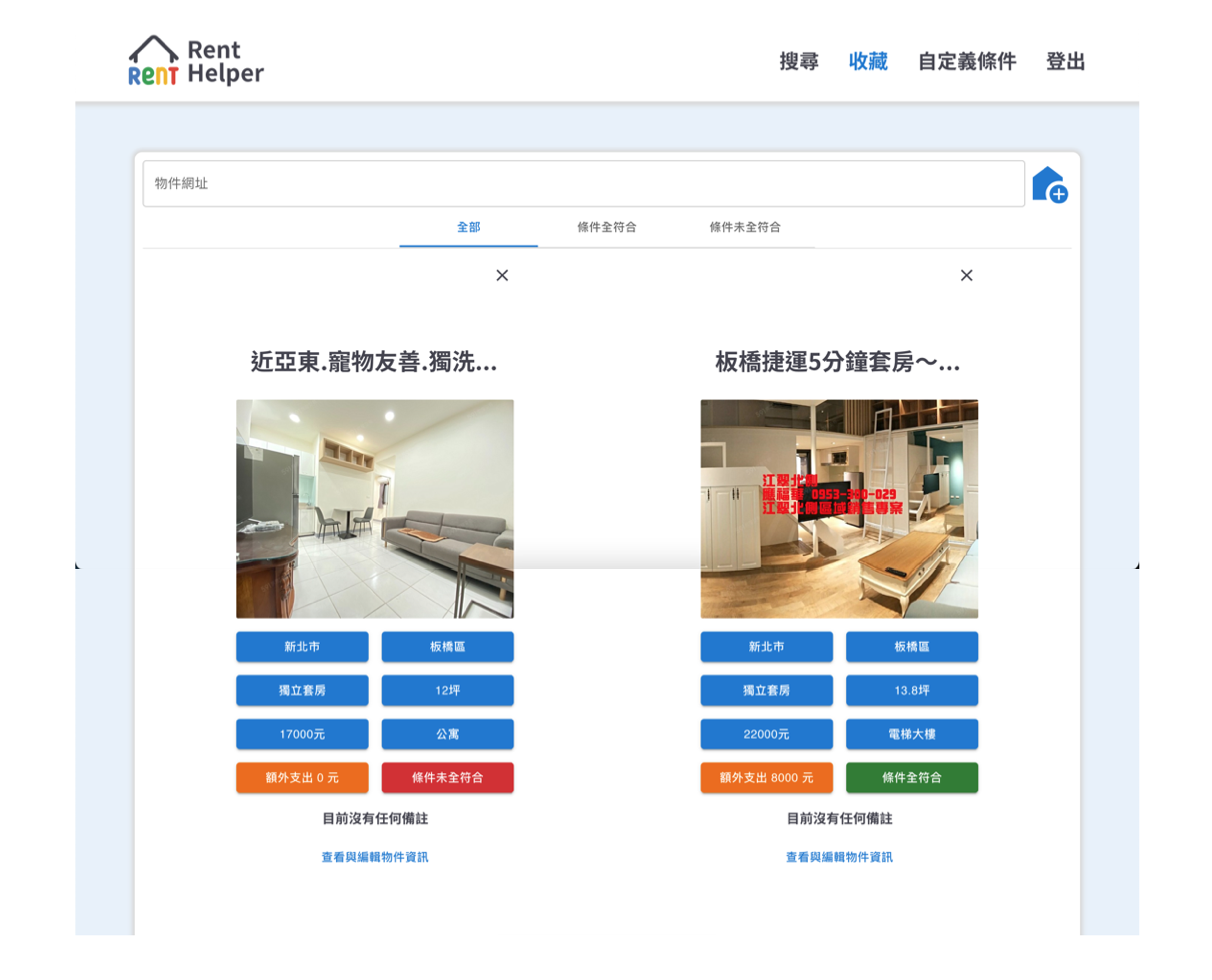 Rent
RENT Helper
搜尋 收藏 自定義條件 登出
物件網址
全部 條件全符合 條件未全符合
近亞東.寵物友善.獨洗...
板橋捷運5分鐘套房～...
江翠北側
0953-390-029
江翠北側區域銷售專案
新北市 板橋區
獨立套房 12坪
17000元 公寓
額外支出 0 元 條件未全符合
目前沒有任何備註
查看與編輯物件資訊
新北市 板橋區
獨立套房 13.8坪
22000元 電梯大樓
額外支出 8000 元 條件全符合
目前沒有任何備註
查看與編輯物件資訊